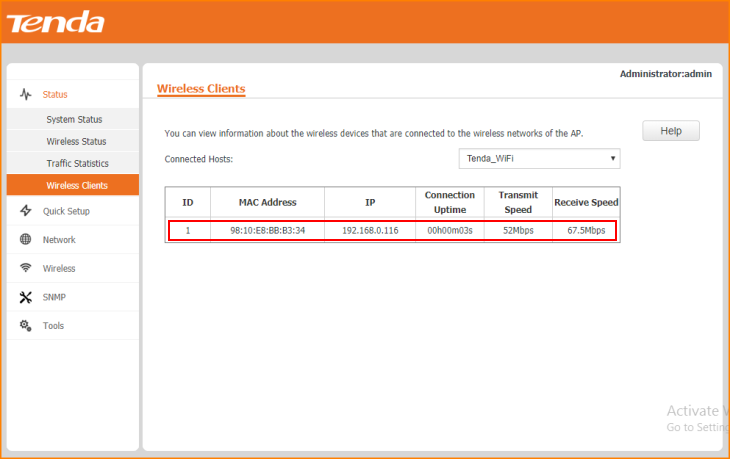 Tenda
Administrator:admin
Status
System Status
Wireless Status
Traffic Statistics
Wireless Clients
Quick Setup
Network
Wireless
SNMP
Tools
Wireless Clients
You can view information about the wireless devices that are connected to the wireless networks of the AP.
Help
Connected Hosts: Tenda_WiFi
ID MAC Address IP Connection Uptime Transmit Speed Receive Speed
1 98:10:E8:BB:B3:34 192.168.0.116 00h00m03s 52Mbps 67.5Mbps
Activate
Go to Setting